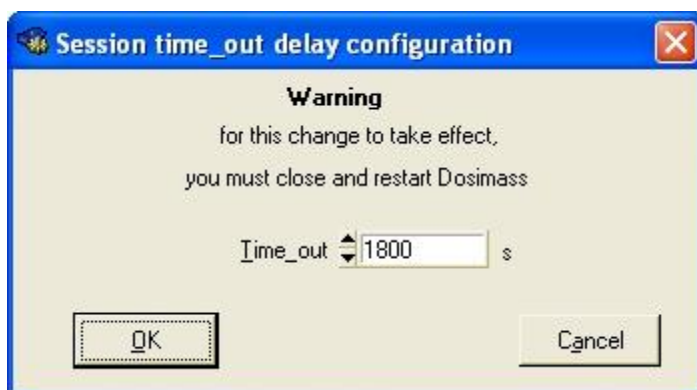 Session time_out delay configuration
Warning
for this change to take effect,
you must close and restart Dosimass
Time_out 1800 s
OK Cancel